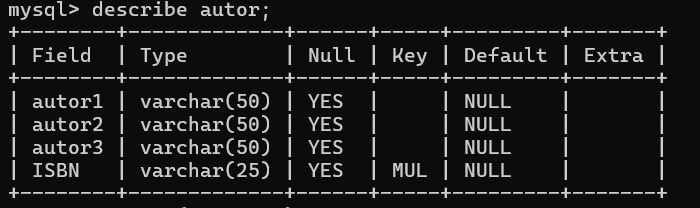 mysql> describe autor;
+--------+-------------+------+-----+---------+-------+
| Field  | Type        | Null | Key | Default | Extra |
+--------+-------------+------+-----+---------+-------+
| autor1 | varchar(50) | YES  |     | NULL    |       |
| autor2 | varchar(50) | YES  |     | NULL    |       |
| autor3 | varchar(50) | YES  |     | NULL    |       |
| ISBN   | varchar(25) | YES  | MUL | NULL    |       |
+--------+-------------+------+-----+---------+-------+